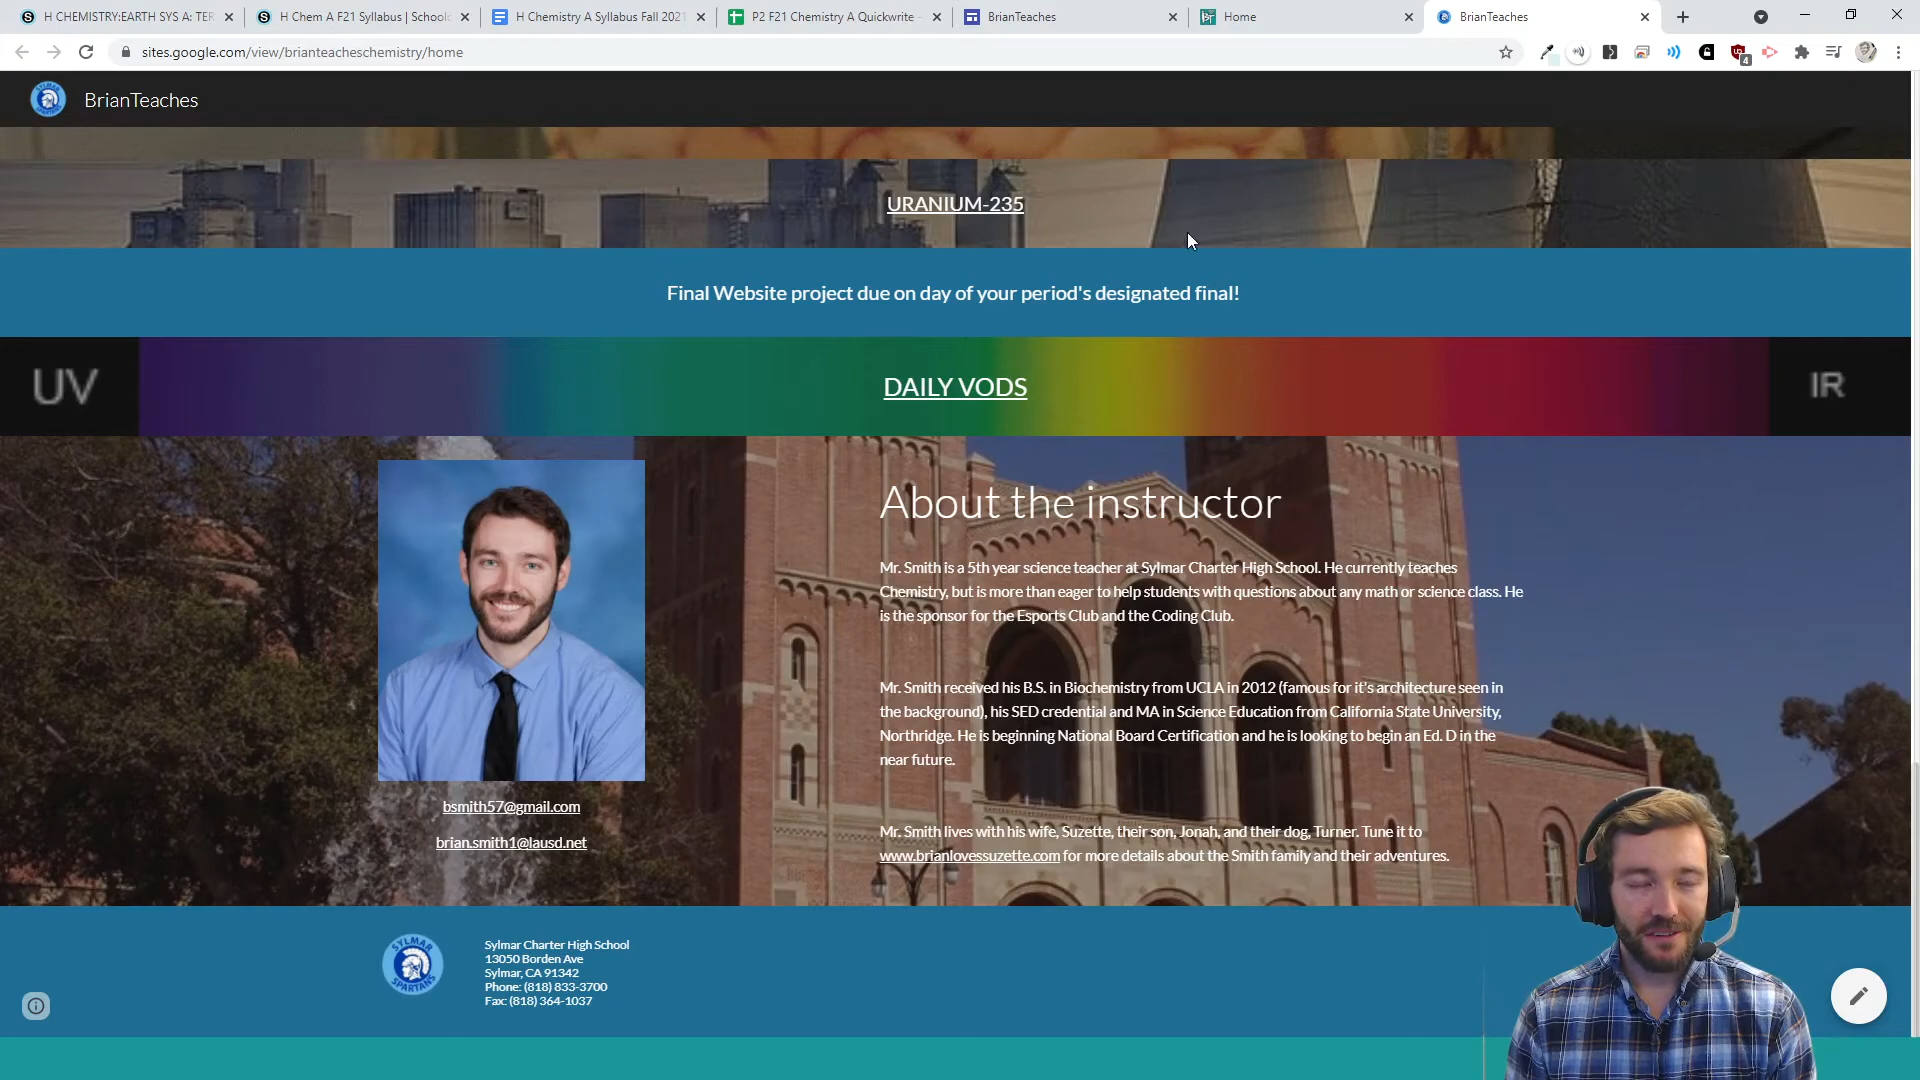 H CHEMISTRY:EARTH SYS A: TER
H Chem A F21 Syllabus | Schoolo
H Chemistry A Syllabus Fall 2021
P2 F21 Chemistry A Quickwrite -
BrianTeaches
Home
BrianTeaches
sites.google.com/view/brianteacheschemistry/home
4
BrianTeaches
URANIUM-235
Final Website project due on day of your period's designated final!
UV
DAILY VODS
IR
About the instructor
Mr. Smith is a 5th year science teacher at Sylmar Charter High School. He currently teaches
Chemistry, but is more than eager to help students with questions about any math or science class. He
is the sponsor for the Esports Club and the Coding Club.
Mr. Smith received his B.S. in Biochemistry from UCLA in 2012 (famous for it's architecture seen in
the background), his SED credential and MA in Science Education from California State University,
Northridge. He is beginning National Board Certification and he is looking to begin an Ed. D in the
near future.
bsmith57@gmail.com
brian.smith1@lausd.net
Mr. Smith lives with his wife, Suzette, their son, Jonah, and their dog, Turner. Tune it to
www.brianlovessuzette.com for more details about the Smith family and their adventures.
SYLMAR
SPARTANS
Sylmar Charter High School
13050 Borden Ave
Sylmar, CA 91342
Phone: (818) 833-3700
Fax: (818) 364-1037